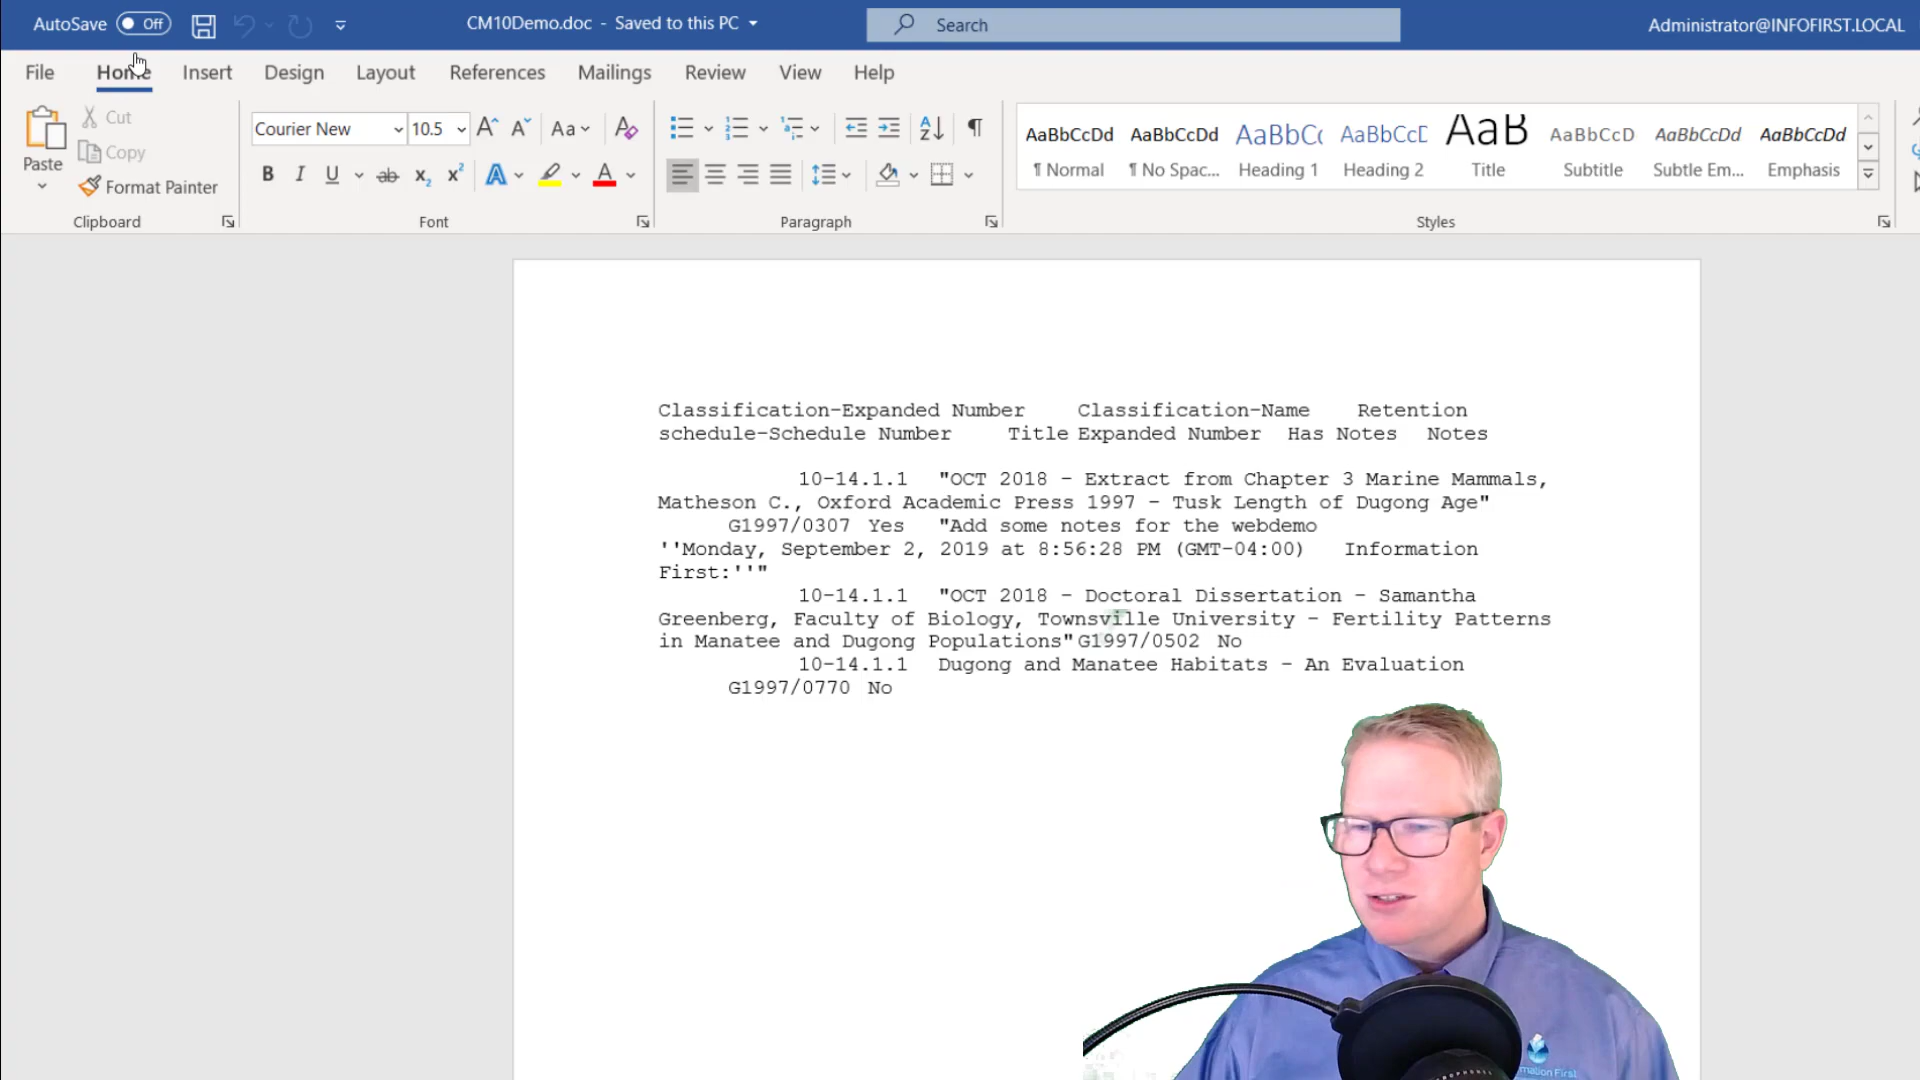 AutoSave Off CM10Demo.doc - Saved to this PC Search Administrator@INFOFIRST.LOCAL
File Home Insert Design Layout References Mailings Review View Help
Paste Cut Copy Format Painter
Clipboard
Courier New 10.5 Aa
B I U ab x₂ x² A A
Font
Paragraph
AaBbCcDd AaBbCcDd AaBbCc AaBbCcD AaB AaBbCcD AaBbCcDd AaBbCcDd
¶ Normal ¶ No Spac... Heading 1 Heading 2 Title Subtitle Subtle Em... Emphasis
Styles
Classification-Expanded Number Classification-Name Retention
schedule-Schedule Number Title Expanded Number Has Notes Notes
10-14.1.1 "OCT 2018 - Extract from Chapter 3 Marine Mammals,
Matheson C., Oxford Academic Press 1997 - Tusk Length of Dugong Age"
G1997/0307 Yes "Add some notes for the webdemo
''Monday, September 2, 2019 at 8:56:28 PM (GMT-04:00) Information
First:''"
10-14.1.1 "OCT 2018 - Doctoral Dissertation - Samantha
Greenberg, Faculty of Biology, Townsville University - Fertility Patterns
in Manatee and Dugong Populations" G1997/0502 No
10-14.1.1 Dugong and Manatee Habitats - An Evaluation
G1997/0770 No